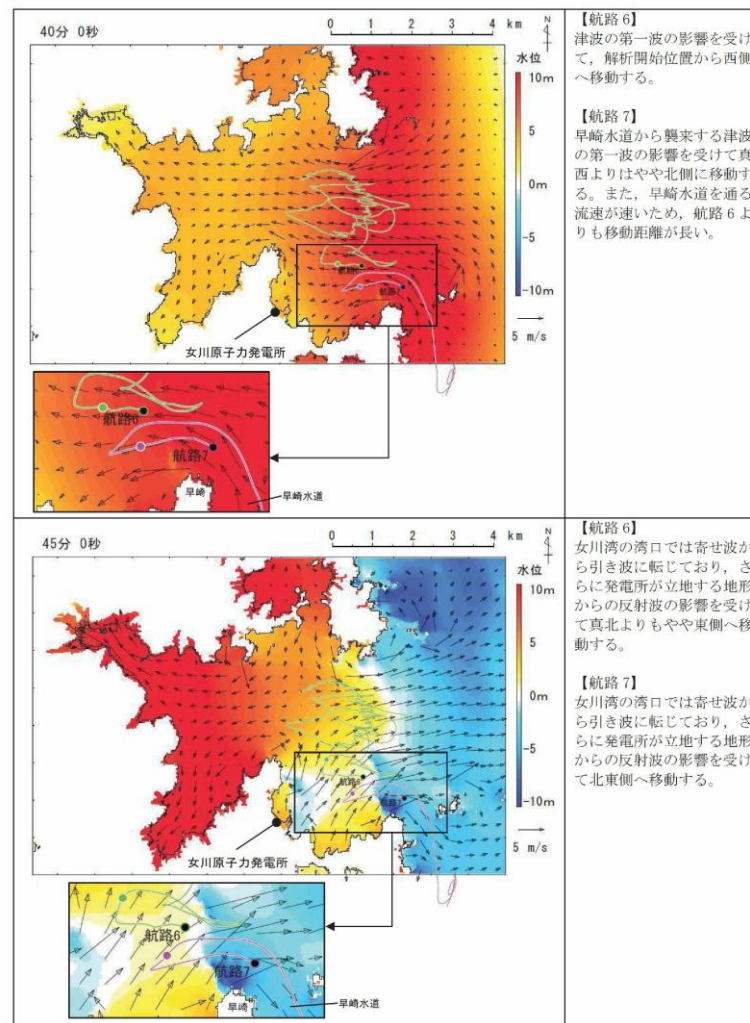 40分 0秒
0 1 2 3 4 km
N
水位
10m
5
0m
-5
-10m
5 m/s
航路6
航路7
女川原子力発電所
航路6
航路7
早崎
早崎水道
【航路 6】
津波の第一波の影響を受け
て，解析開始位置から西側
へ移動する。
【航路 7】
早崎水道から襲来する津波
の第一波の影響を受けて真
西よりはやや北側に移動す
る。また，早崎水道を通る
流速が速いため，航路 6 よ
りも移動距離が長い。
45分 0秒
0 1 2 3 4 km
N
水位
10m
5
0m
-5
-10m
5 m/s
航路6
航路7
女川原子力発電所
航路6
航路7
早崎
早崎水道
【航路 6】
女川湾の湾口では寄せ波か
ら引き波に転じており，さ
らに発電所が立地する地形
からの反射波の影響を受け
て真北よりもやや東側へ移
動する。
【航路 7】
女川湾の湾口では寄せ波か
ら引き波に転じており，さ
らに発電所が立地する地形
からの反射波の影響を受け
て北東側へ移動する。